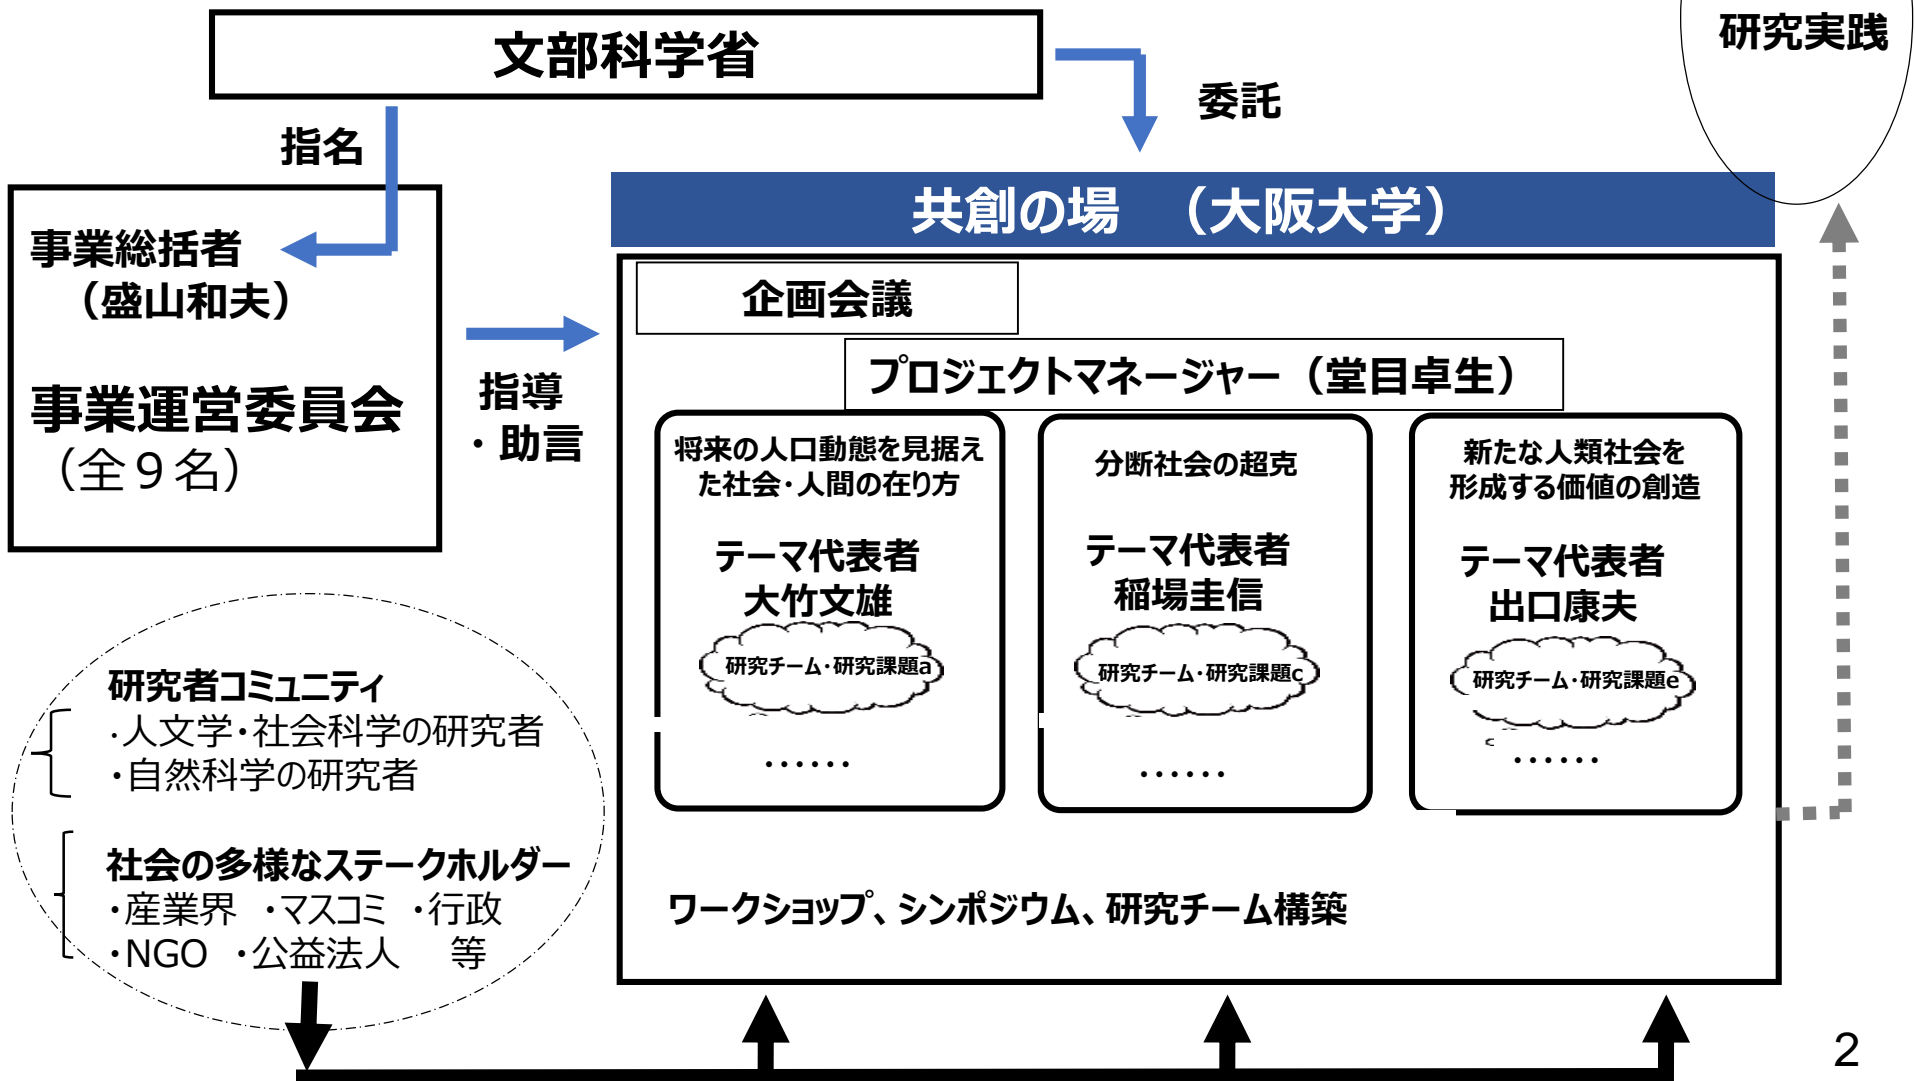 文部科学省
研究実践
委託
指名
共創の場 （大阪大学）
事業総括者
（盛山和夫）
事業運営委員会
（全９名）
指導
・助言
企画会議
プロジェクトマネージャー（堂目卓生）
将来の人口動態を見据え
た社会・人間の在り方
テーマ代表者
大竹文雄
研究チーム・研究課題a
......
分断社会の超克
テーマ代表者
稲場圭信
研究チーム・研究課題c
......
新たな人類社会を
形成する価値の創造
テーマ代表者
出口康夫
研究チーム・研究課題e
......
ワークショップ、シンポジウム、研究チーム構築
研究者コミュニティ
・人文学・社会科学の研究者
・自然科学の研究者
社会の多様なステークホルダー
・産業界 ・マスコミ ・行政
・NGO ・公益法人 等
2